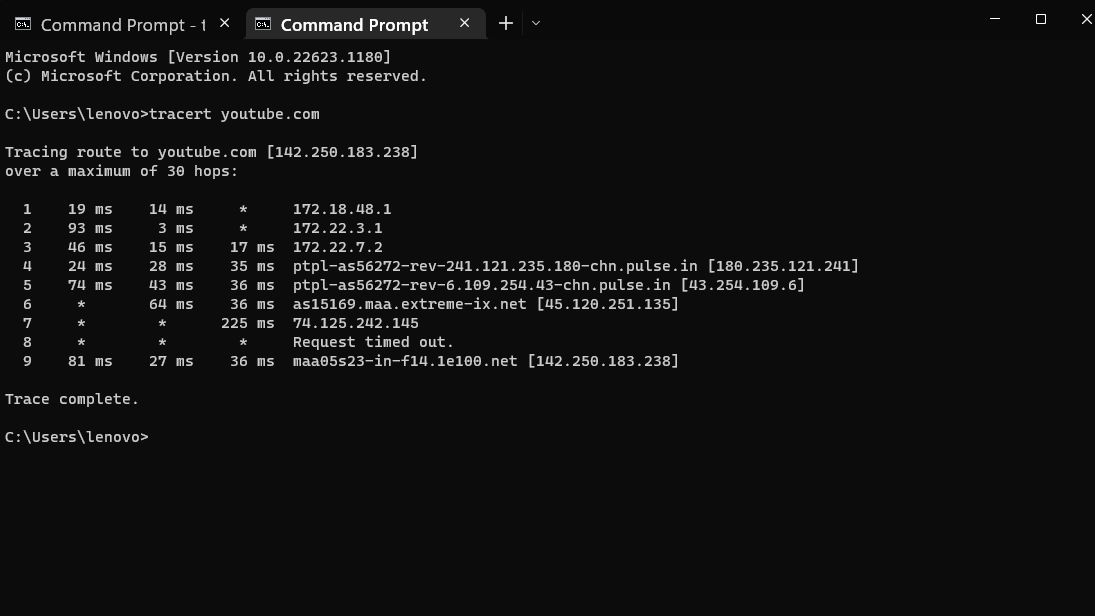 Command Prompt - t
Command Prompt
Microsoft Windows [Version 10.0.22623.1180]
(c) Microsoft Corporation. All rights reserved.
C:\Users\lenovo>tracert youtube.com
Tracing route to youtube.com [142.250.183.238]
over a maximum of 30 hops:
1 19 ms 14 ms * 172.18.48.1
2 93 ms 3 ms * 172.22.3.1
3 46 ms 15 ms 17 ms 172.22.7.2
4 24 ms 28 ms 35 ms ptpl-as56272-rev-241.121.235.180-chn.pulse.in [180.235.121.241]
5 74 ms 43 ms 36 ms ptpl-as56272-rev-6.109.254.43-chn.pulse.in [43.254.109.6]
6 * 64 ms 36 ms as15169.maa.extreme-ix.net [45.120.251.135]
7 * * 225 ms 74.125.242.145
8 * * * Request timed out.
9 81 ms 27 ms 36 ms maa05s23-in-f14.1e100.net [142.250.183.238]
Trace complete.
C:\Users\lenovo>